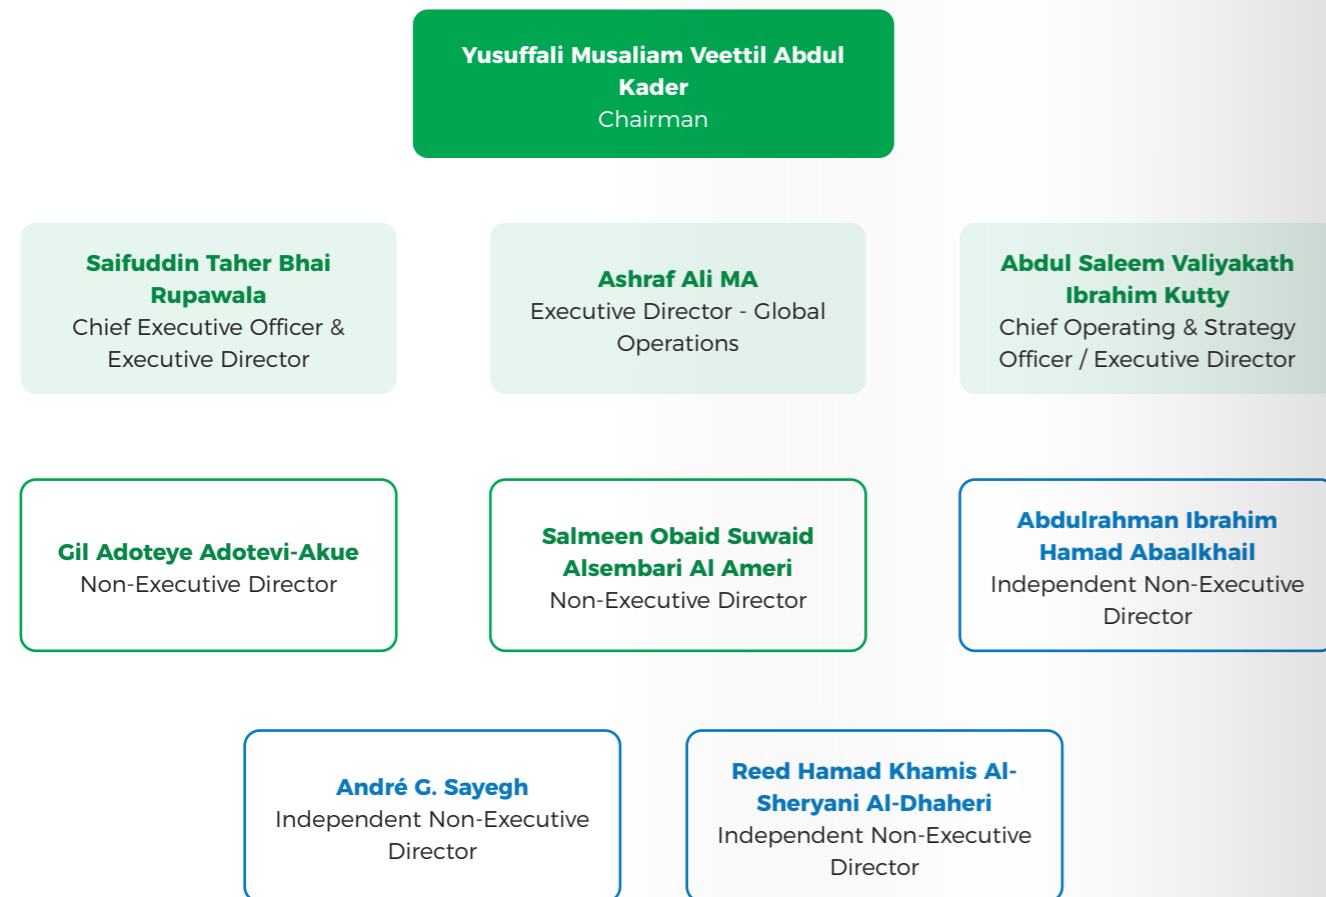 Yusuffali Musaliam Veettil Abdul
Kader
Chairman
Saifuddin Taher Bhai
Rupawala
Chief Executive Officer &
Executive Director
Ashraf Ali MA
Executive Director - Global
Operations
Abdul Saleem Valiyakath
Ibrahim Kutty
Chief Operating & Strategy
Officer / Executive Director
Gil Adoteye Adotevi-Akue
Non-Executive Director
Salmeen Obaid Suwaid
Alsembari Al Ameri
Non-Executive Director
Abdulrahman Ibrahim
Hamad Abaalkhail
Independent Non-Executive
Director
André G. Sayegh
Independent Non-Executive
Director
Reed Hamad Khamis Al-
Sheryani Al-Dhaheri
Independent Non-Executive
Director